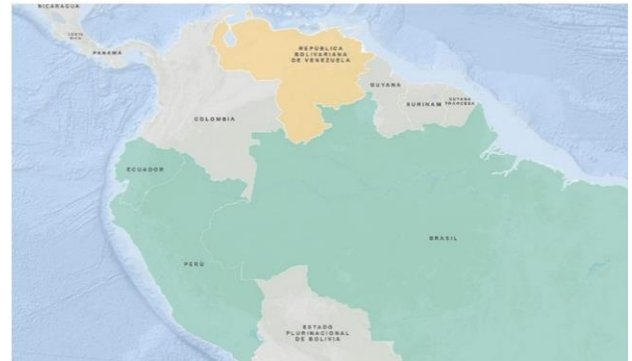 NICARAGUA
COSTA
RICA
PANAMÁ
REPÚBLICA
BOLIVARIANA
DE VENEZUELA
GUYANA
SURINAM
GUYANA
FRANCESA
COLOMBIA
ECUADOR
BRASIL
PERÚ
ESTADO
PLURINACIONAL
DE BOLIVIA